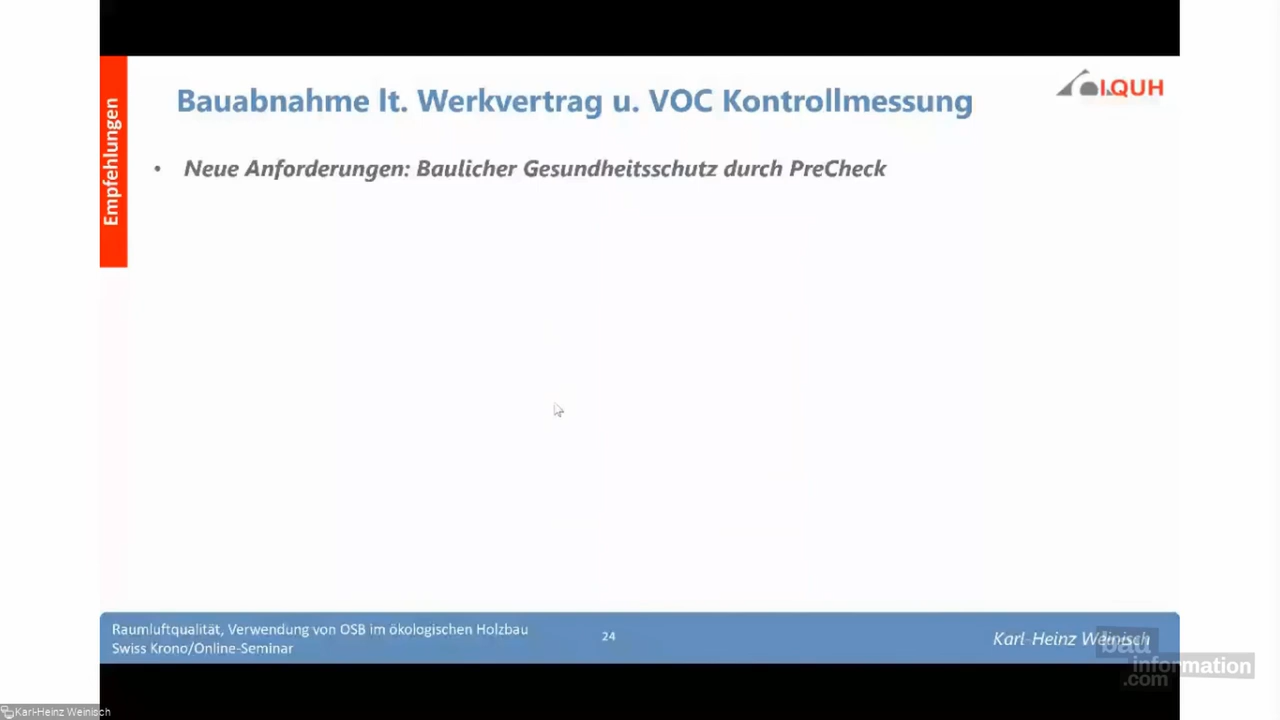 Empfehlungen
Bauabnahme lt. Werkvertrag u. VOC Kontrollmessung
IQUH
• Neue Anforderungen: Baulicher Gesundheitsschutz durch PreCheck
Raumluftqualität, Verwendung von OSB im ökologischen Holzbau
Swiss Krono/Online-Seminar
24
Karl-Heinz Weinisch
bau
information
.com
Karl-Heinz Weinisch